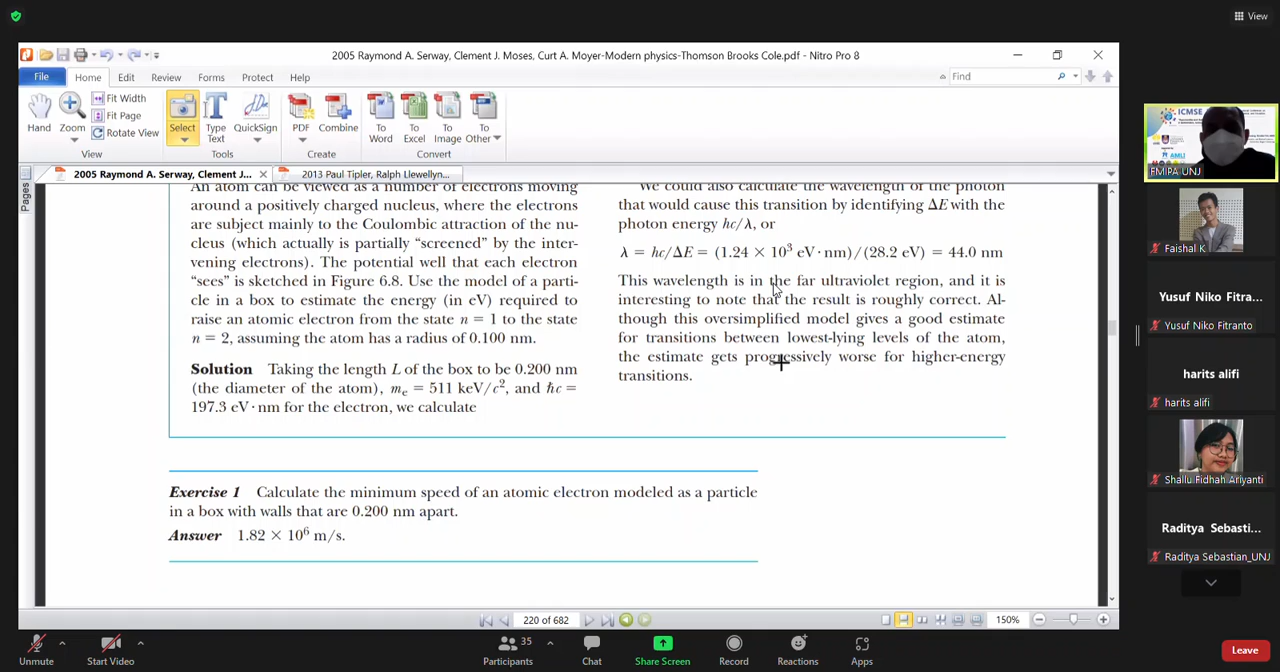 View
2005 Raymond A. Serway, Clement J. Moses, Curt A. Moyer-Modern physics-Thomson Brooks Cole.pdf - Nitro Pro 8
File Home Edit Review Forms Protect Help
Find
Hand
Zoom
Fit Width
Fit Page
Rotate View
View
Select
Type Text
QuickSign
Tools
PDF
Combine
Create
To Word
To Excel
To Image
To Other
Convert
2005 Raymond A. Serway, Clement J...
2013 Paul Tipler, Ralph Llewellyn...
Pages
An atom can be viewed as a number of electrons moving
around a positively charged nucleus, where the electrons
are subject mainly to the Coulombic attraction of the nu-
cleus (which actually is partially “screened” by the inter-
vening electrons). The potential well that each electron
“sees” is sketched in Figure 6.8. Use the model of a parti-
cle in a box to estimate the energy (in eV) required to
raise an atomic electron from the state n = 1 to the state
n = 2, assuming the atom has a radius of 0.100 nm.
Solution Taking the length L of the box to be 0.200 nm
(the diameter of the atom), mₑ = 511 keV/c², and ℏc =
197.3 eV·nm for the electron, we calculate
We could also calculate the wavelength of the photon
that would cause this transition by identifying ΔE with the
photon energy hc/λ, or
λ = hc/ΔE = (1.24 × 10³ eV·nm)/(28.2 eV) = 44.0 nm
This wavelength is in the far ultraviolet region, and it is
interesting to note that the result is roughly correct. Al-
though this oversimplified model gives a good estimate
for transitions between lowest-lying levels of the atom,
the estimate gets progressively worse for higher-energy
transitions.
Exercise 1 Calculate the minimum speed of an atomic electron modeled as a particle
in a box with walls that are 0.200 nm apart.
Answer 1.82 × 10⁶ m/s.
220 of 682
150%
ICMSE
FMIPA UNJ
Faishal K
Yusuf Niko Fitra...
Yusuf Niko Fitranto
harits alifi
harits alifi
Shallu Fidhah Ariyanti
Raditya Sebasti...
Raditya Sebastian_UNJ
Unmute
Start Video
Participants
35
Chat
Share Screen
Record
Reactions
Apps
Leave